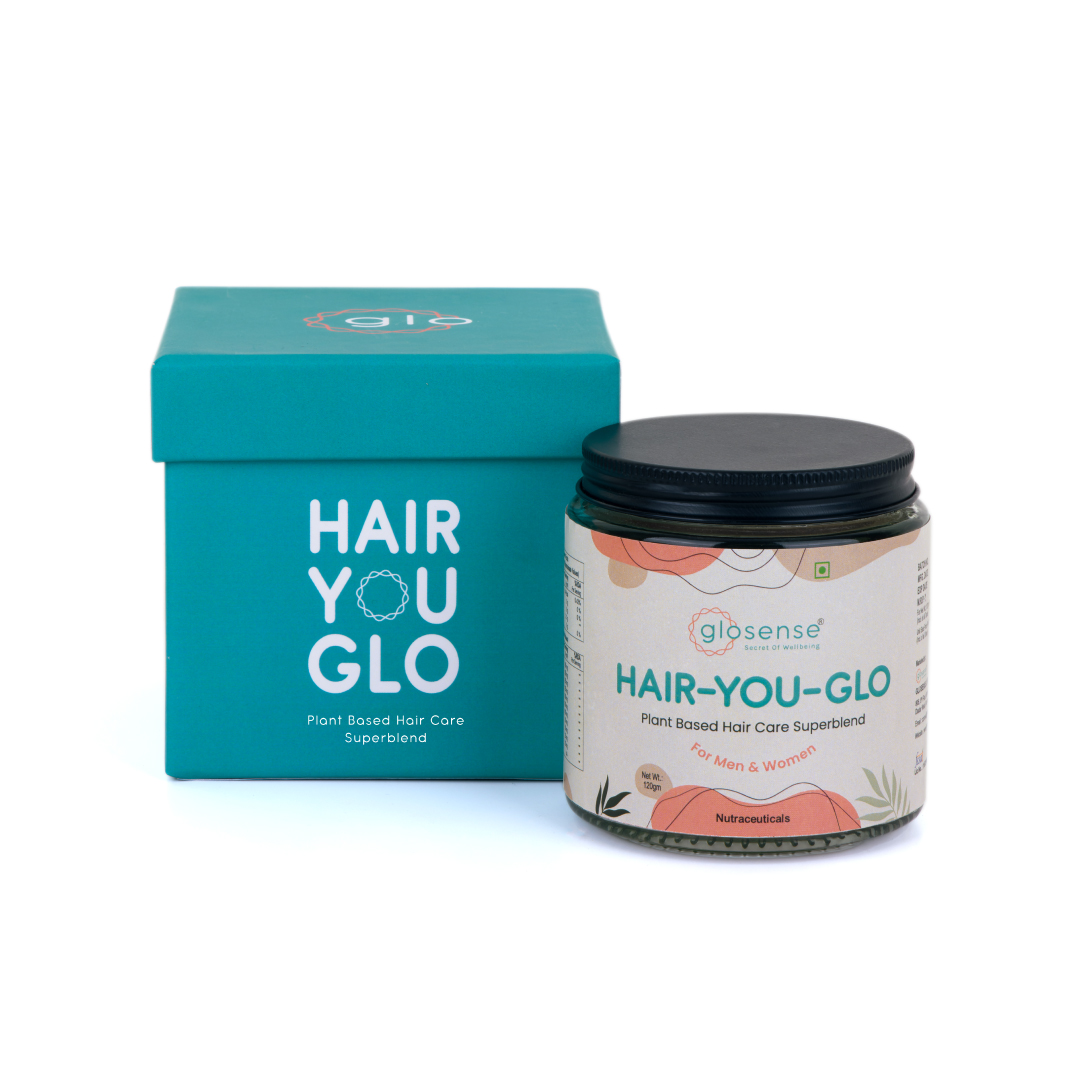 glo
HAIR
YOU
GLO
Plant Based Hair Care
Superblend
glosense®
Secret Of Wellbeing
HAIR-YOU-GLO
Plant Based Hair Care Superblend
For Men & Women
Net Wt.:
120gm
Nutraceuticals